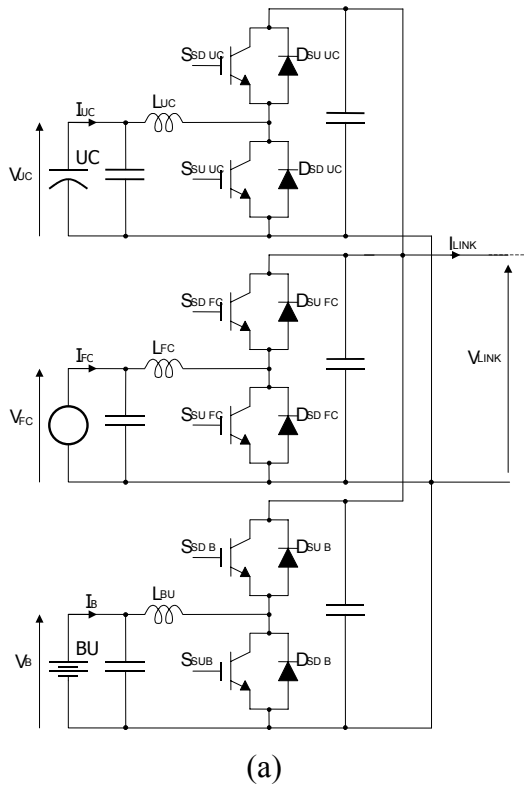 SSD UC DSU UC
IUC LUC
VUC UC SSU UC DSD UC
ILINK
SSD FC DSU FC
IFC LFC VLINK
VFC SSU FC DSD FC
SSD B DSU B
IB LBU
VB BU SSUB DSD B
(a)